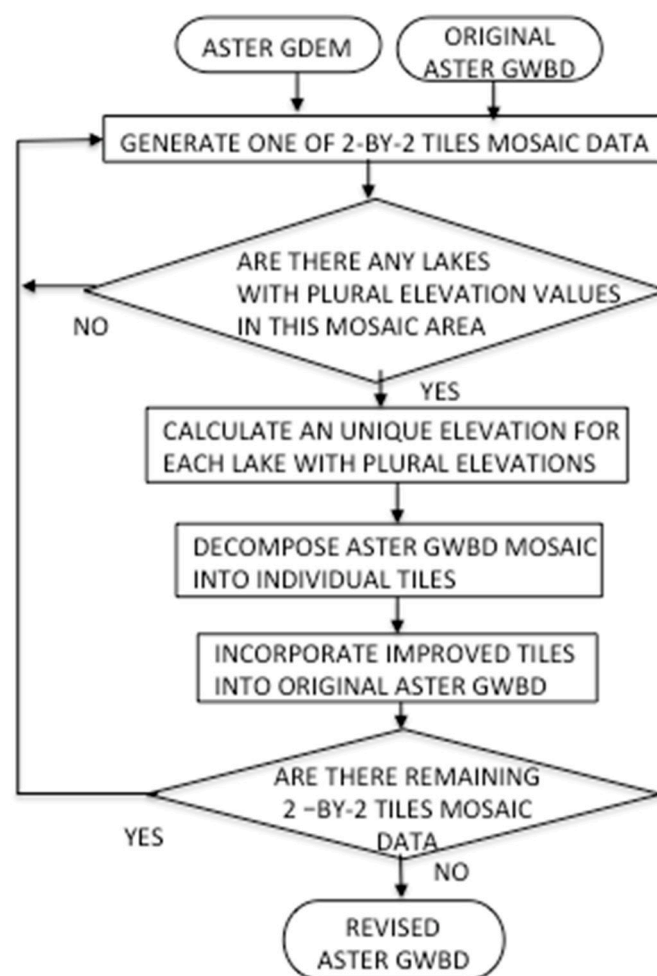 ASTER GDEM
ORIGINAL
ASTER GWBD
GENERATE ONE OF 2-BY-2 TILES MOSAIC DATA
ARE THERE ANY LAKES
WITH PLURAL ELEVATION VALUES
IN THIS MOSAIC AREA
NO
YES
CALCULATE AN UNIQUE ELEVATION FOR
EACH LAKE WITH PLURAL ELEVATIONS
DECOMPOSE ASTER GWBD MOSAIC
INTO INDIVIDUAL TILES
INCORPORATE IMPROVED TILES
INTO ORIGINAL ASTER GWBD
ARE THERE REMAINING
2 −BY-2 TILES MOSAIC
DATA
YES
NO
REVISED
ASTER GWBD